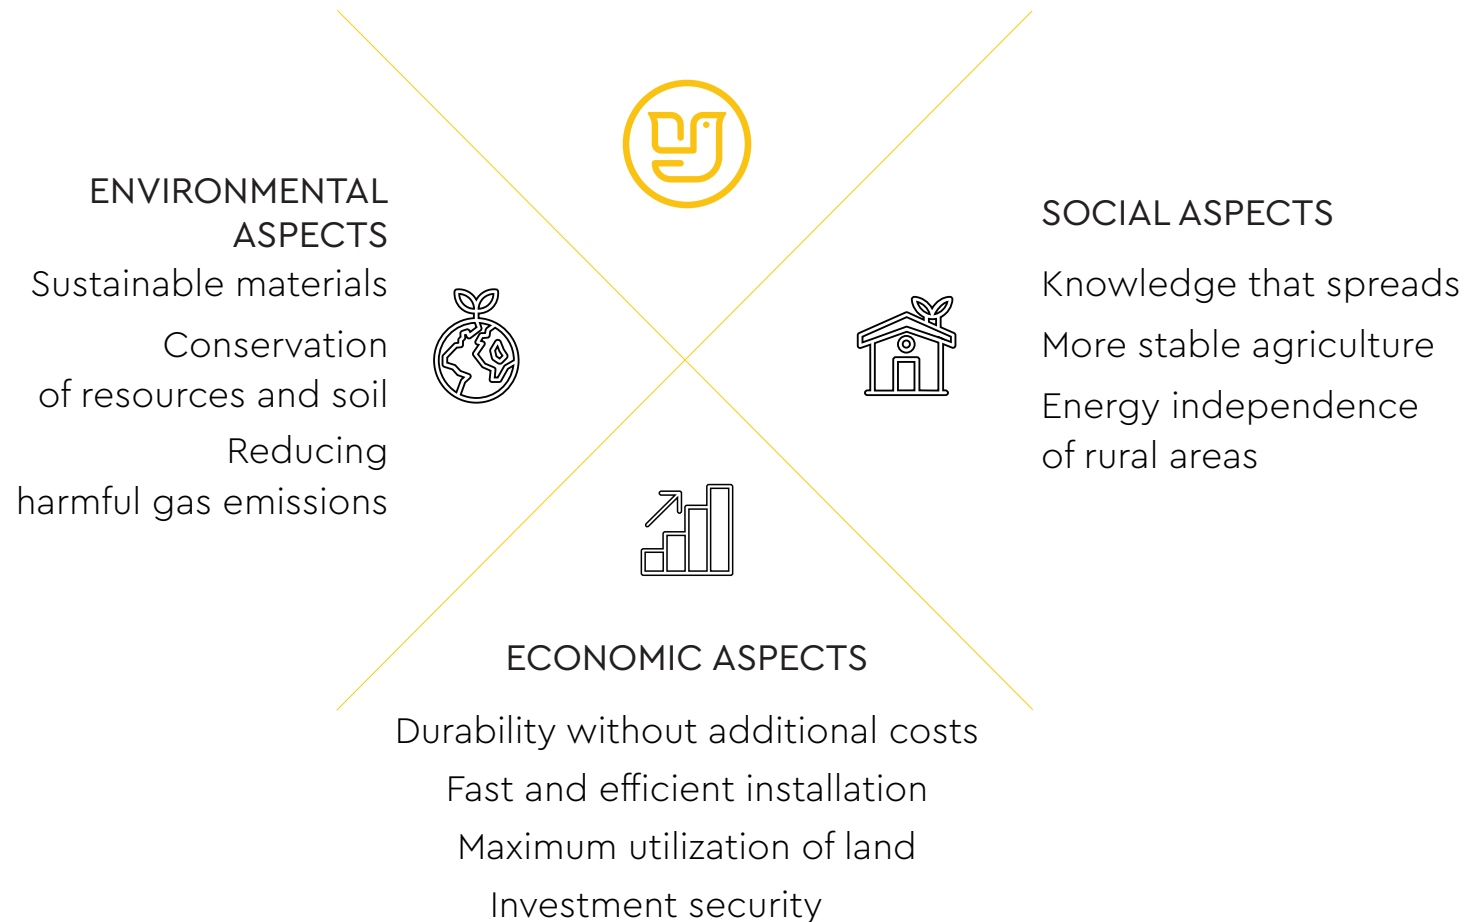 ENVIRONMENTAL
ASPECTS
Sustainable materials
Conservation
of resources and soil
Reducing
harmful gas emissions
SOCIAL ASPECTS
Knowledge that spreads
More stable agriculture
Energy independence
of rural areas
ECONOMIC ASPECTS
Durability without additional costs
Fast and efficient installation
Maximum utilization of land
Investment security